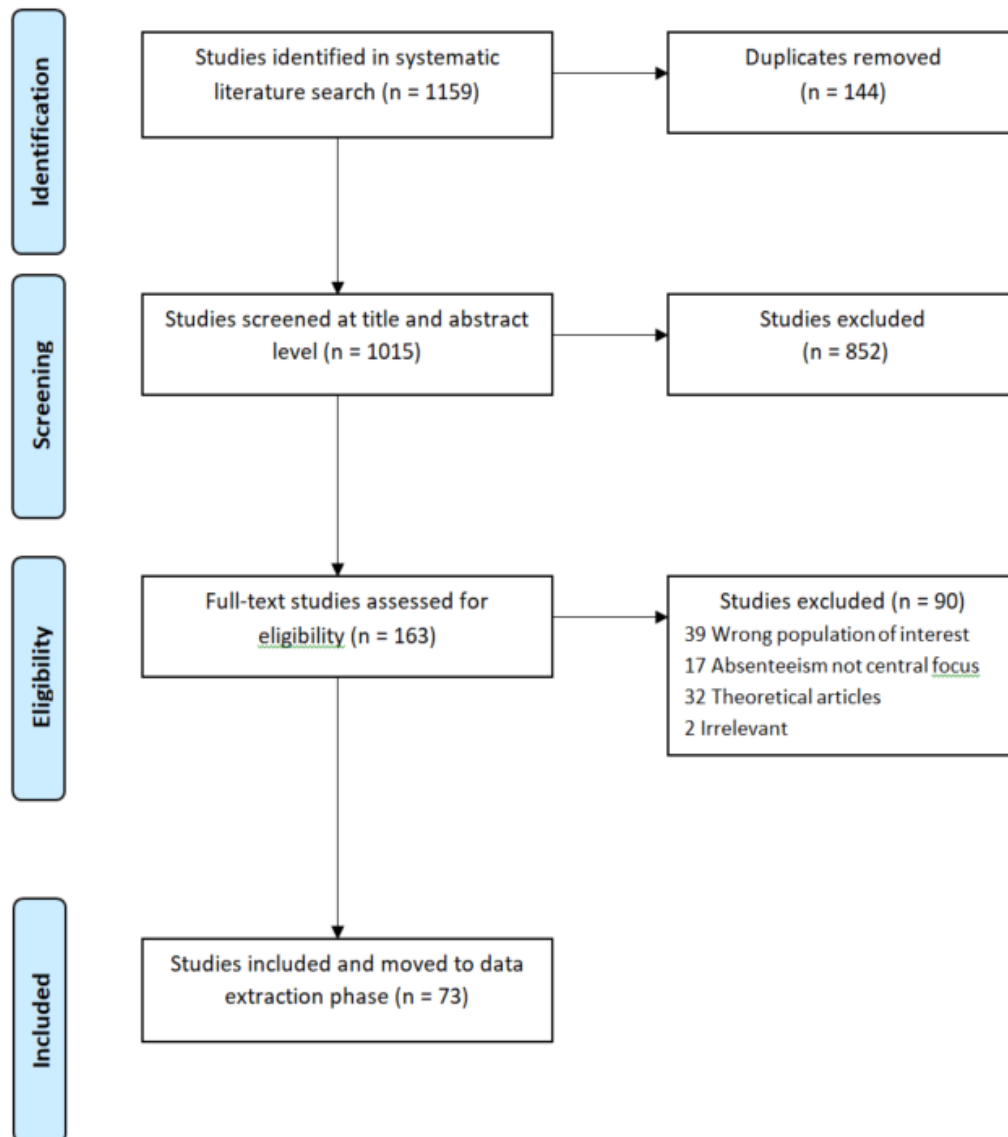 Identification
Studies identified in systematic
literature search (n = 1159)
Duplicates removed
(n = 144)
Screening
Studies screened at title and abstract
level (n = 1015)
Studies excluded
(n = 852)
Eligibility
Full-text studies assessed for
eligibility (n = 163)
Studies excluded (n = 90)
39 Wrong population of interest
17 Absenteeism not central focus
32 Theoretical articles
2 Irrelevant
Included
Studies included and moved to data
extraction phase (n = 73)